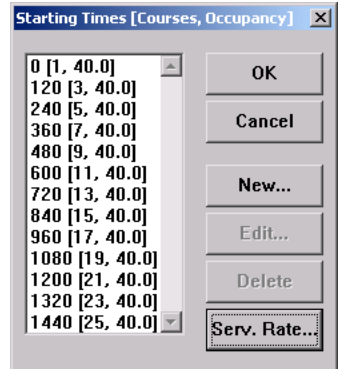 Starting Times [Courses, Occupancy]
0 [1, 40.0]
120 [3, 40.0]
240 [5, 40.0]
360 [7, 40.0]
480 [9, 40.0]
600 [11, 40.0]
720 [13, 40.0]
840 [15, 40.0]
960 [17, 40.0]
1080 [19, 40.0]
1200 [21, 40.0]
1320 [23, 40.0]
1440 [25, 40.0]
OK
Cancel
New...
Edit...
Delete
Serv. Rate...